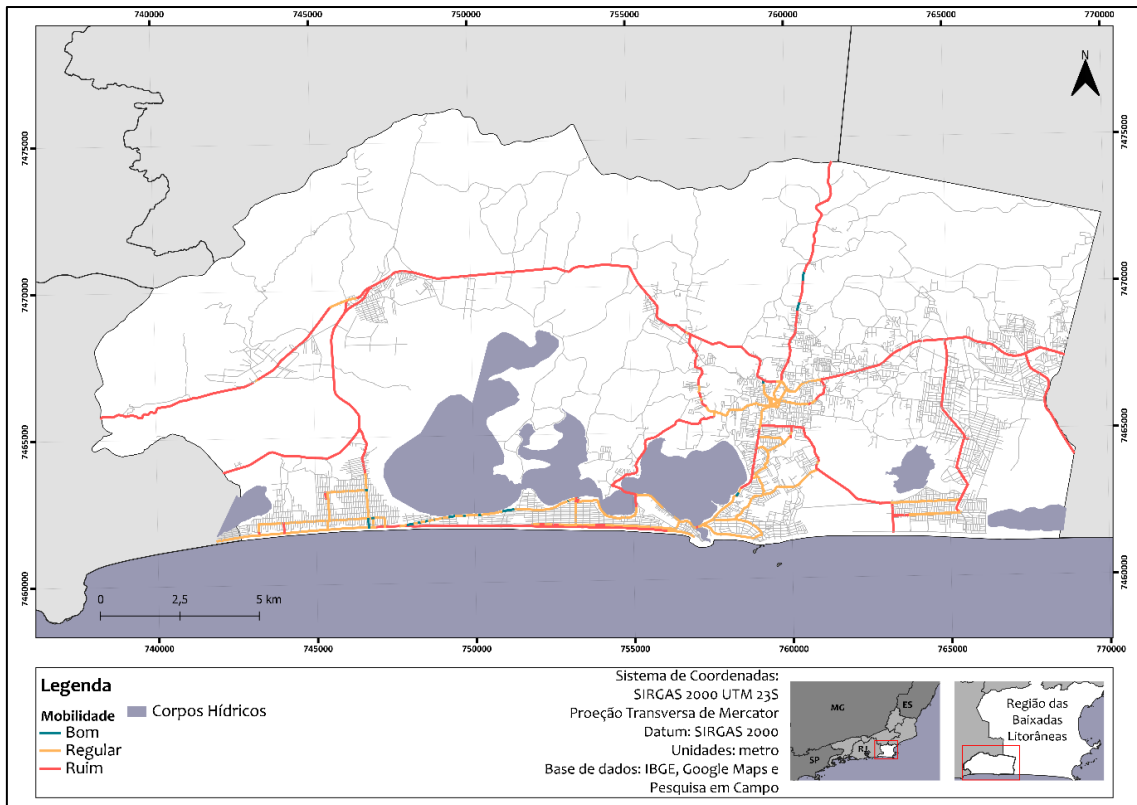 740000 745000 750000 755000 760000 765000 770000
N
7475000 7475000
7470000 7470000
7465000 7465000
7460000 7460000
0 2,5 5 km
740000 745000 750000 755000 760000 765000 770000
Legenda
Mobilidade
Bom
Regular
Ruim
Corpos Hídricos
Sistema de Coordenadas:
SIRGAS 2000 UTM 23S
Proeção Transversa de Mercator
Datum: SIRGAS 2000
Unidades: metro
Base de dados: IBGE, Google Maps e
Pesquisa em Campo
MG
ES
RJ
SP
Região das
Baixadas
Litorâneas